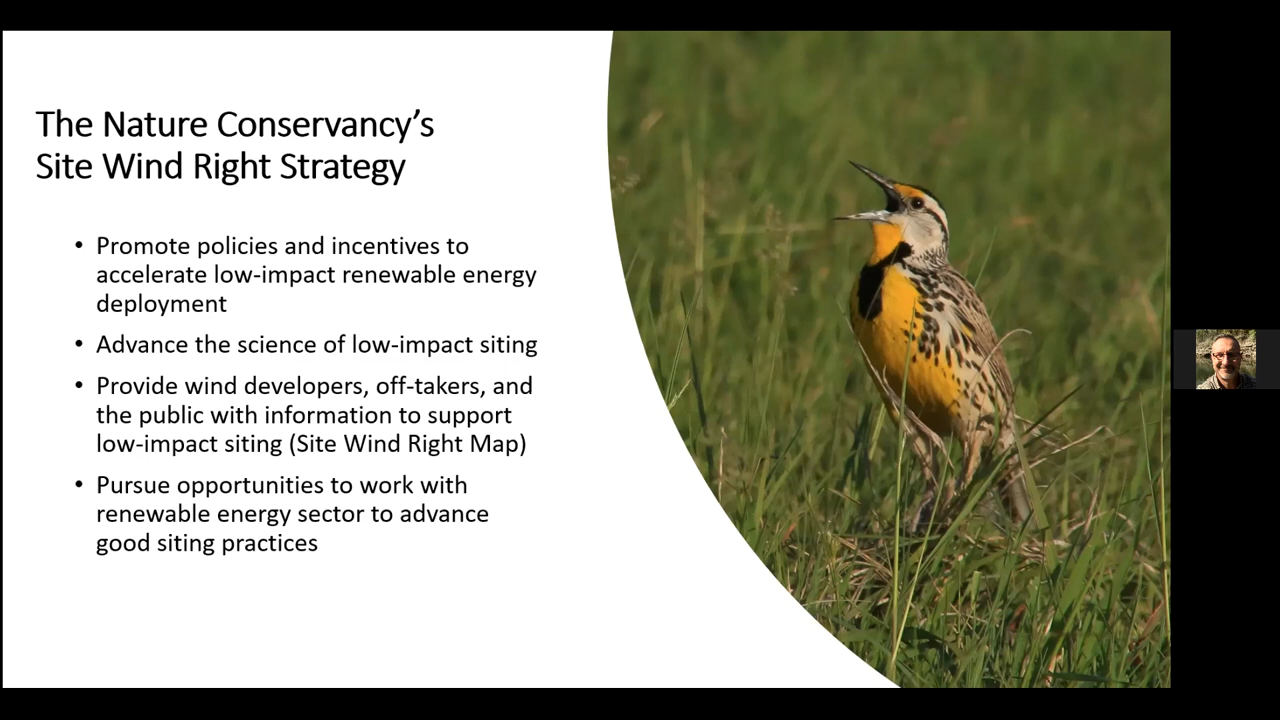 The Nature Conservancy’s
Site Wind Right Strategy
• Promote policies and incentives to
accelerate low-impact renewable energy
deployment
• Advance the science of low-impact siting
• Provide wind developers, off-takers, and
the public with information to support
low-impact siting (Site Wind Right Map)
• Pursue opportunities to work with
renewable energy sector to advance
good siting practices